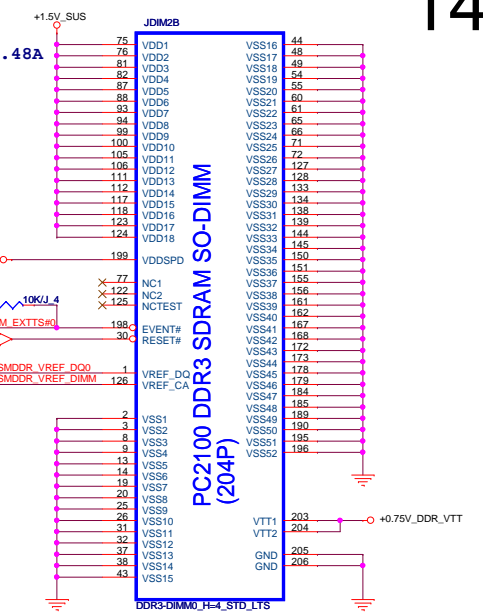 14
+1.5V_SUS
.48A
JDIM2B
75 VDD1
76 VDD2
81 VDD3
82 VDD4
87 VDD5
88 VDD6
93 VDD7
94 VDD8
99 VDD9
100 VDD10
105 VDD11
106 VDD12
111 VDD13
112 VDD14
117 VDD15
118 VDD16
123 VDD17
124 VDD18
199 VDDSPD
77 NC1
122 NC2
125 NCTEST
10K/J_4
M_EXTTS#0
198 EVENT#
30 RESET#
SMDDR_VREF_DQ0 1 VREF_DQ
SMDDR_VREF_DIMM 126 VREF_CA
2 VSS1
3 VSS2
8 VSS3
9 VSS4
13 VSS5
14 VSS6
19 VSS7
20 VSS8
25 VSS9
26 VSS10
31 VSS11
32 VSS12
37 VSS13
38 VSS14
43 VSS15
PC2100 DDR3 SDRAM SO-DIMM
(204P)
VSS16 44
VSS17 48
VSS18 49
VSS19 54
VSS20 55
VSS21 60
VSS22 61
VSS23 65
VSS24 66
VSS25 71
VSS26 72
VSS27 127
VSS28 128
VSS29 133
VSS30 134
VSS31 138
VSS32 139
VSS33 144
VSS34 145
VSS35 150
VSS36 151
VSS37 155
VSS38 156
VSS39 161
VSS40 162
VSS41 167
VSS42 168
VSS43 172
VSS44 173
VSS45 178
VSS46 179
VSS47 184
VSS48 185
VSS49 189
VSS50 190
VSS51 195
VSS52 196
VTT1 203
VTT2 204
+0.75V_DDR_VTT
GND 205
GND 206
DDR3-DIMM0_H=4_STD_LTS